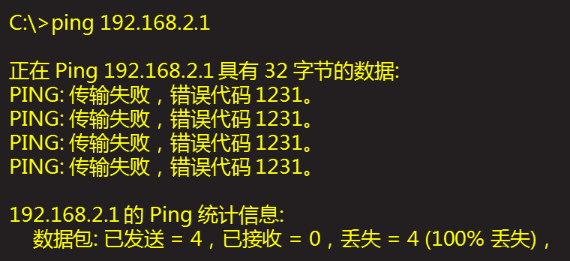 C:\>ping 192.168.2.1
正在 Ping 192.168.2.1 具有 32 字节的数据:
PING: 传输失败，错误代码 1231。
PING: 传输失败，错误代码 1231。
PING: 传输失败，错误代码 1231。
PING: 传输失败，错误代码 1231。
192.168.2.1 的 Ping 统计信息:
数据包: 已发送 = 4，已接收 = 0，丢失 = 4 (100% 丢失)，